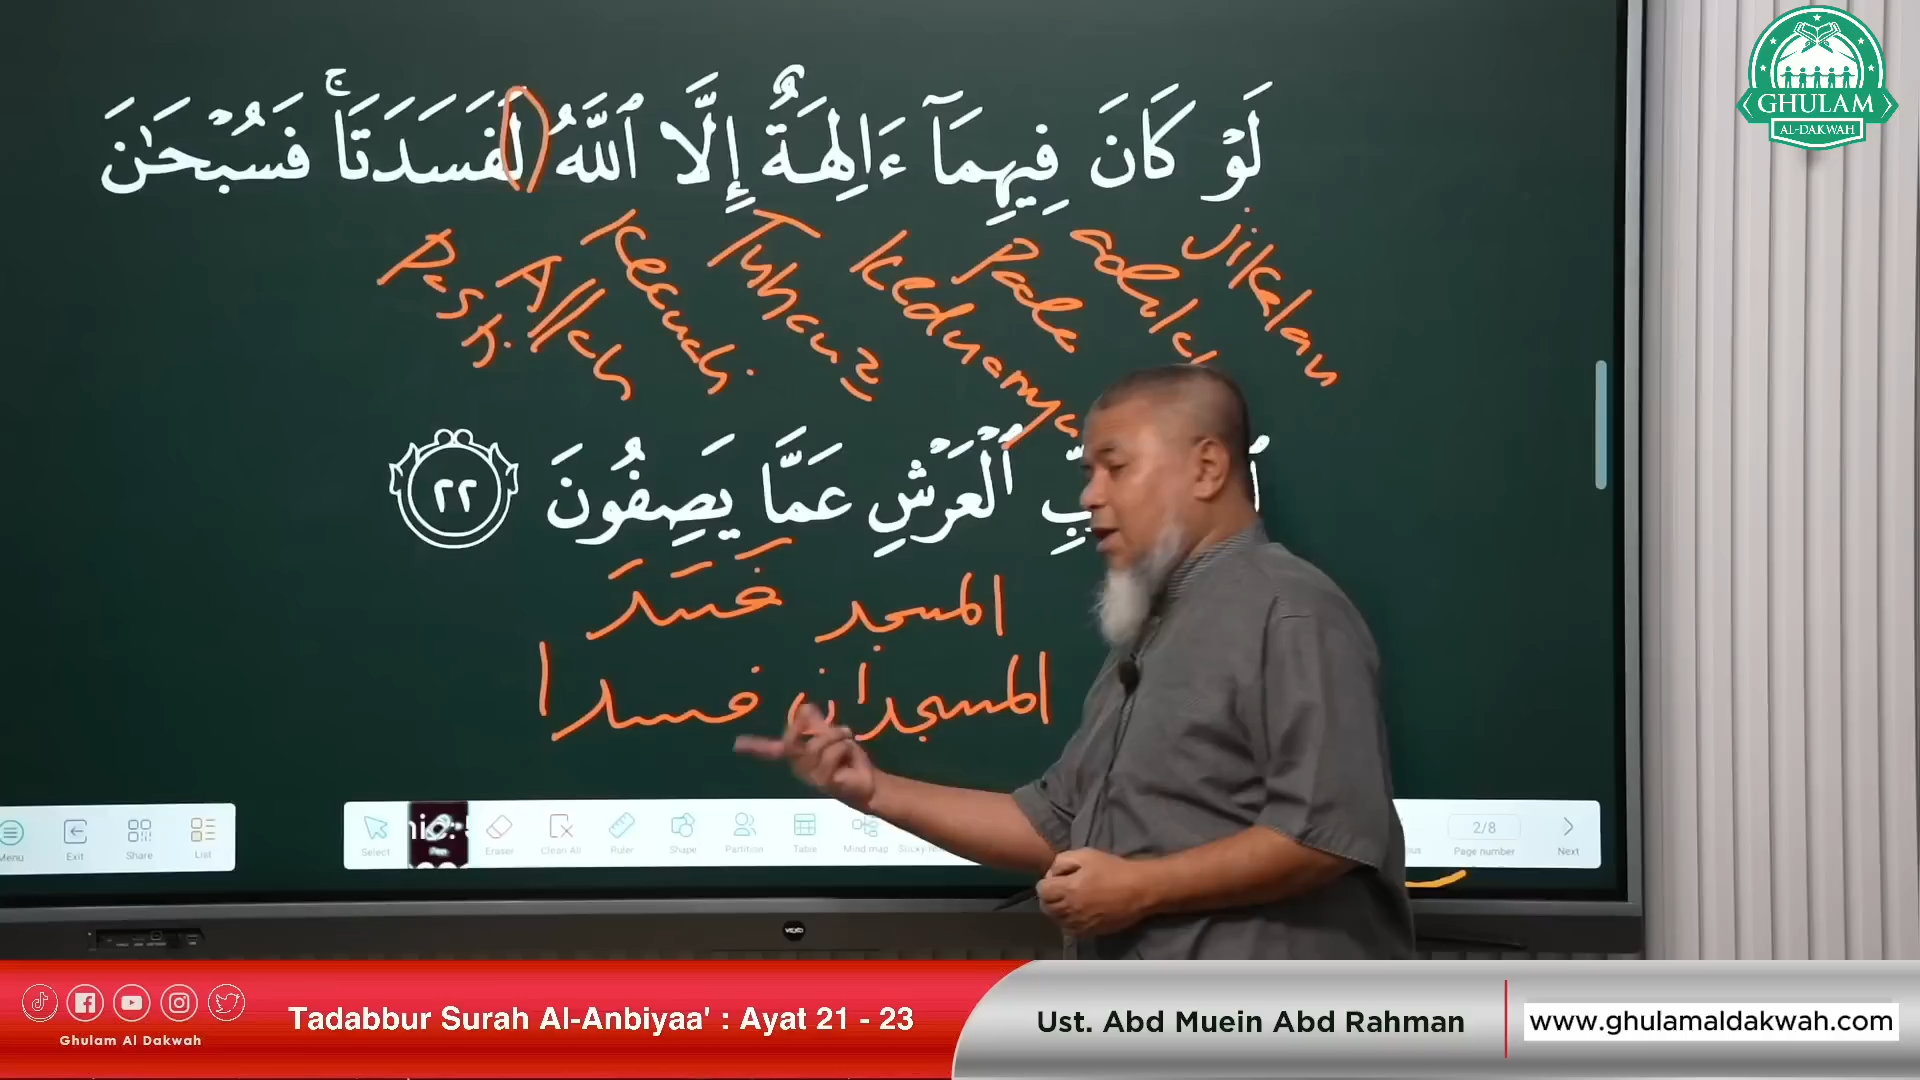 لَوْ كَانَ فِيهِمَآ ءَالِهَةٌ إِلَّا ٱللَّهُ لَفَسَدَتَا ۚ فَسُبْحَـٰنَ
jikalau
adalah
Pada
keduanya
Tuhan2
kecuali
Allah
Pasti
ٱلْعَرْشِ عَمَّا يَصِفُونَ ٢٢
المسجد فَسَدَ
المسجدان فسدا
Menu Exit Share List
Select Pen Eraser Clean All Ruler Shape Partition Table Mind map
2/8
Page number Next
GHULAM
AL-DAKWAH
Ghulam Al Dakwah
Tadabbur Surah Al-Anbiyaa' : Ayat 21 - 23
Ust. Abd Muein Abd Rahman
www.ghulamaldakwah.com